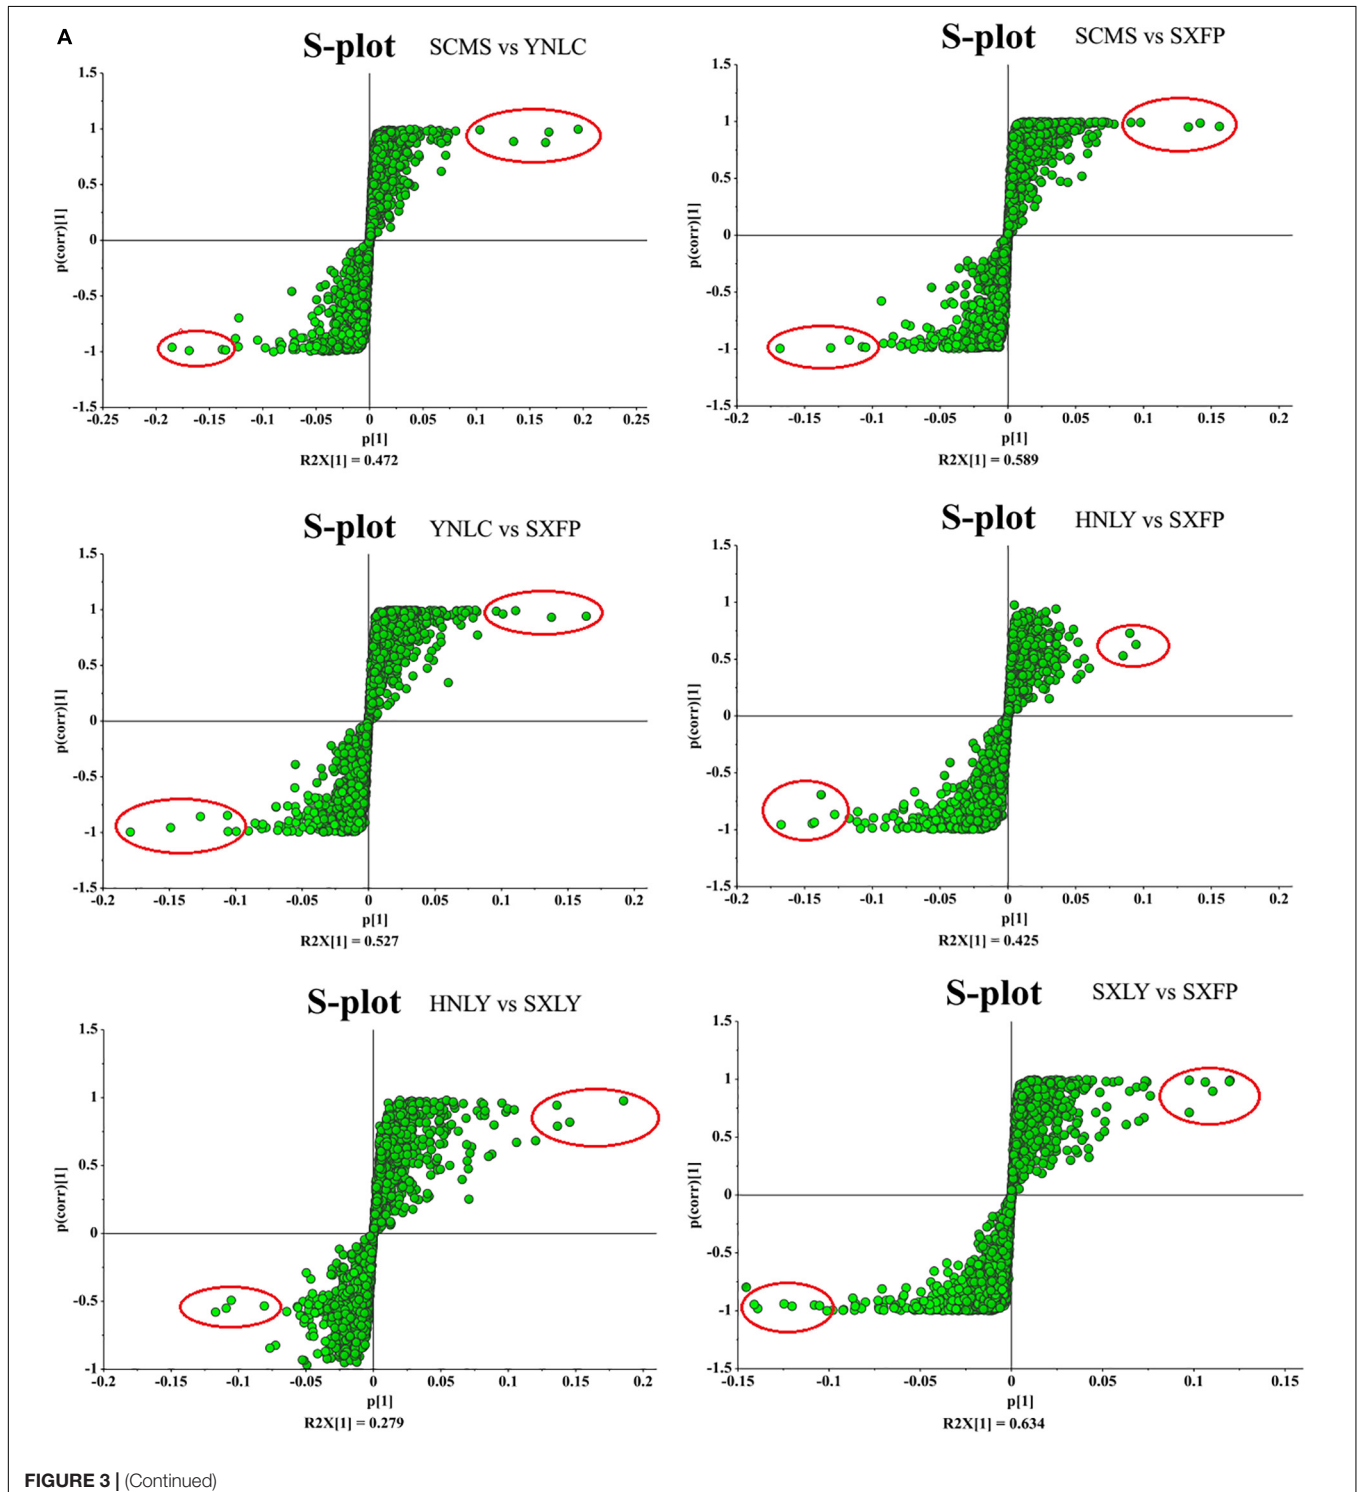 A
S-plot SCMS vs YNLC
1.5
1
0.5
0
-0.5
-1
-1.5
p(corr)[1]
-0.25 -0.2 -0.15 -0.1 -0.05 0 0.05 0.1 0.15 0.2 0.25
p[1]
R2X[1] = 0.472
S-plot SCMS vs SXFP
1.5
1
0.5
0
-0.5
-1
-1.5
p(corr)[1]
-0.2 -0.15 -0.1 -0.05 0 0.05 0.1 0.15 0.2
p[1]
R2X[1] = 0.589
S-plot YNLC vs SXFP
1.5
1
0.5
0
-0.5
-1
-1.5
p(corr)[1]
-0.2 -0.15 -0.1 -0.05 0 0.05 0.1 0.15 0.2
p[1]
R2X[1] = 0.527
S-plot HNLY vs SXFP
1.5
1
0.5
0
-0.5
-1
-1.5
p(corr)[1]
-0.2 -0.15 -0.1 -0.05 0 0.05 0.1 0.15 0.2
p[1]
R2X[1] = 0.425
S-plot HNLY vs SXLY
1.5
1
0.5
0
-0.5
-1
p(corr)[1]
-0.2 -0.15 -0.1 -0.05 0 0.05 0.1 0.15 0.2
p[1]
R2X[1] = 0.279
S-plot SXLY vs SXFP
1.5
1
0.5
0
-0.5
-1
-1.5
p(corr)[1]
-0.15 -0.1 -0.05 0 0.05 0.1 0.15
p[1]
R2X[1] = 0.634
FIGURE 3 | (Continued)